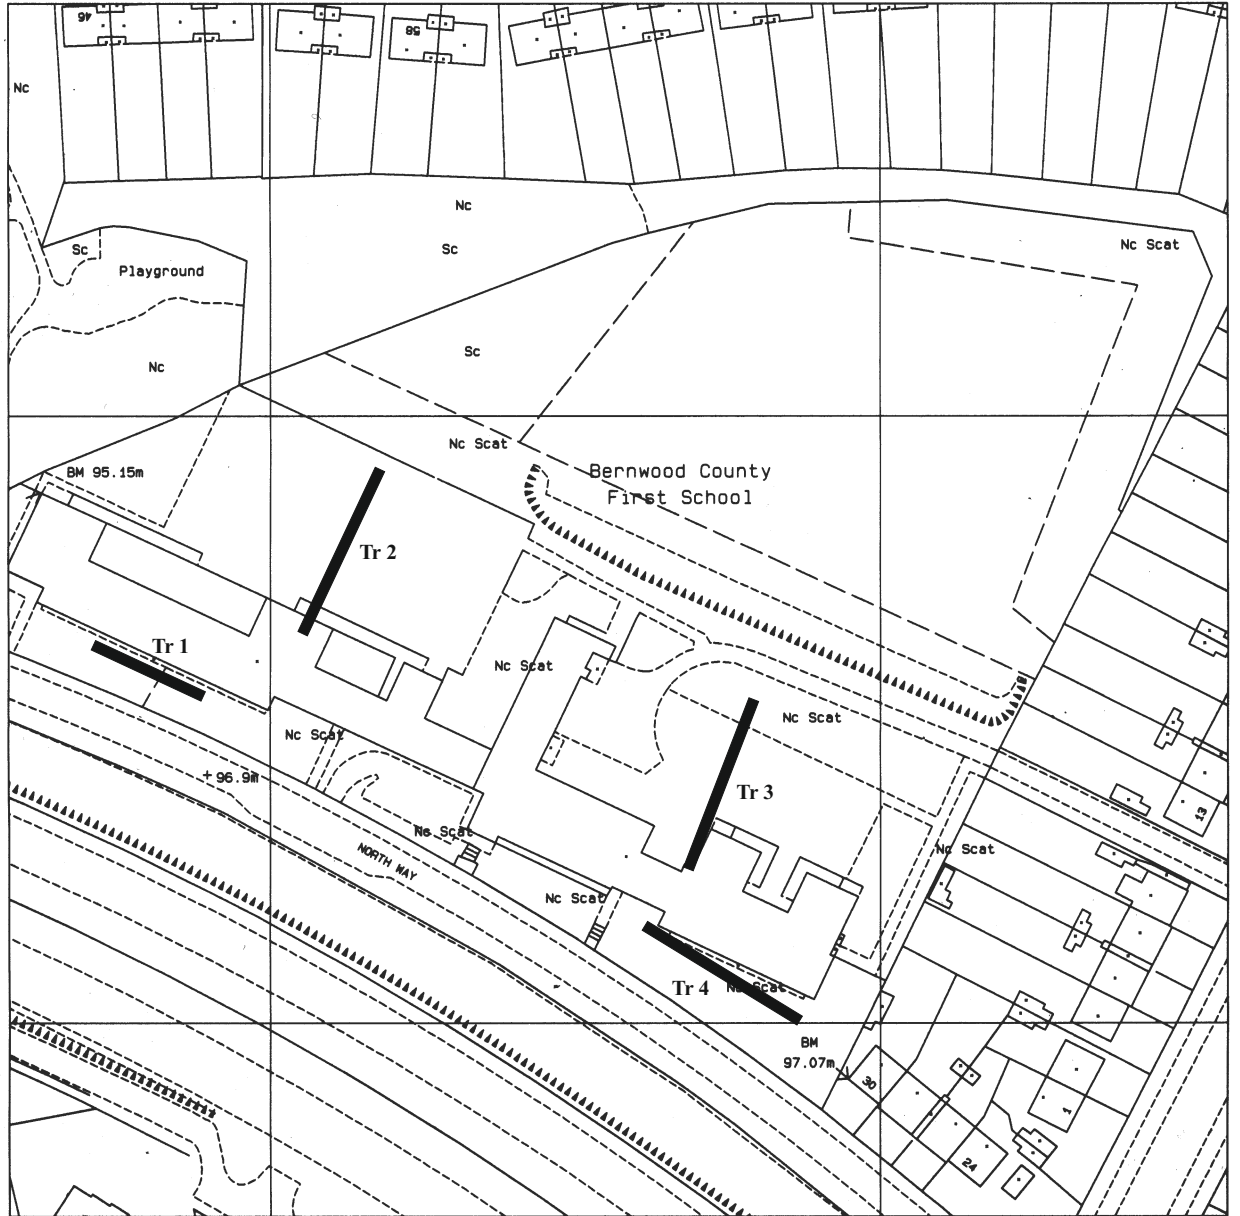 46
58
Nc
Nc
Sc
Sc
Nc Scat
Playground
Sc
Nc
Nc Scat
BM 95.15m
Bernwood County
First School
Tr 2
Tr 1
Nc Scat
Nc Scat
Nc Scat
+ 96.9m
Tr 3
13
Nc Scat
NORTH WAY
Nc Scat
Nc Scat
Tr 4
Nc Scat
BM
97.07m
30
1
24